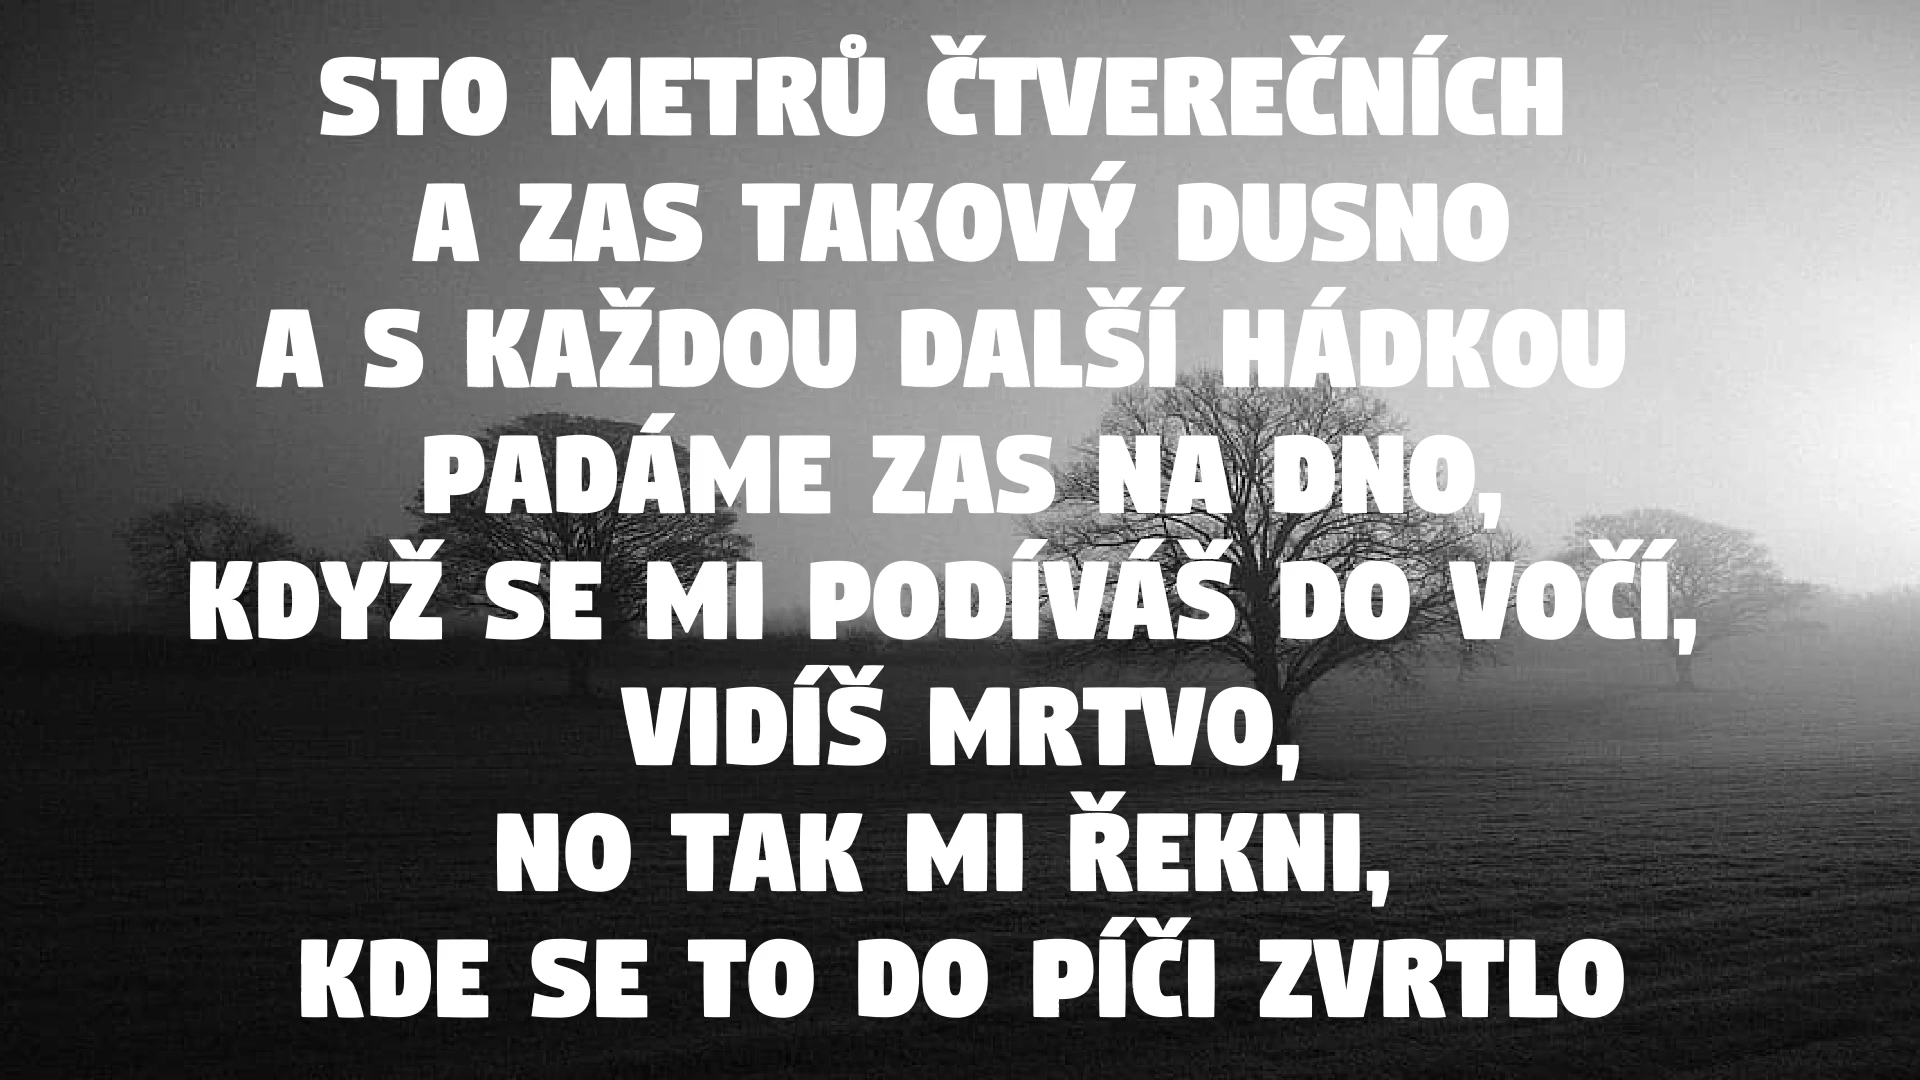 STO METRŮ ČTVEREČNÍCH
A ZAS TAKOVÝ DUSNO
A S KAŽDOU DALŠÍ HÁDKOU
PADÁME ZAS NA DNO,
KDYŽ SE MI PODÍVÁŠ DO VOČÍ,
VIDÍŠ MRTVO,
NO TAK MI ŘEKNI,
KDE SE TO DO PÍČI ZVRTLO